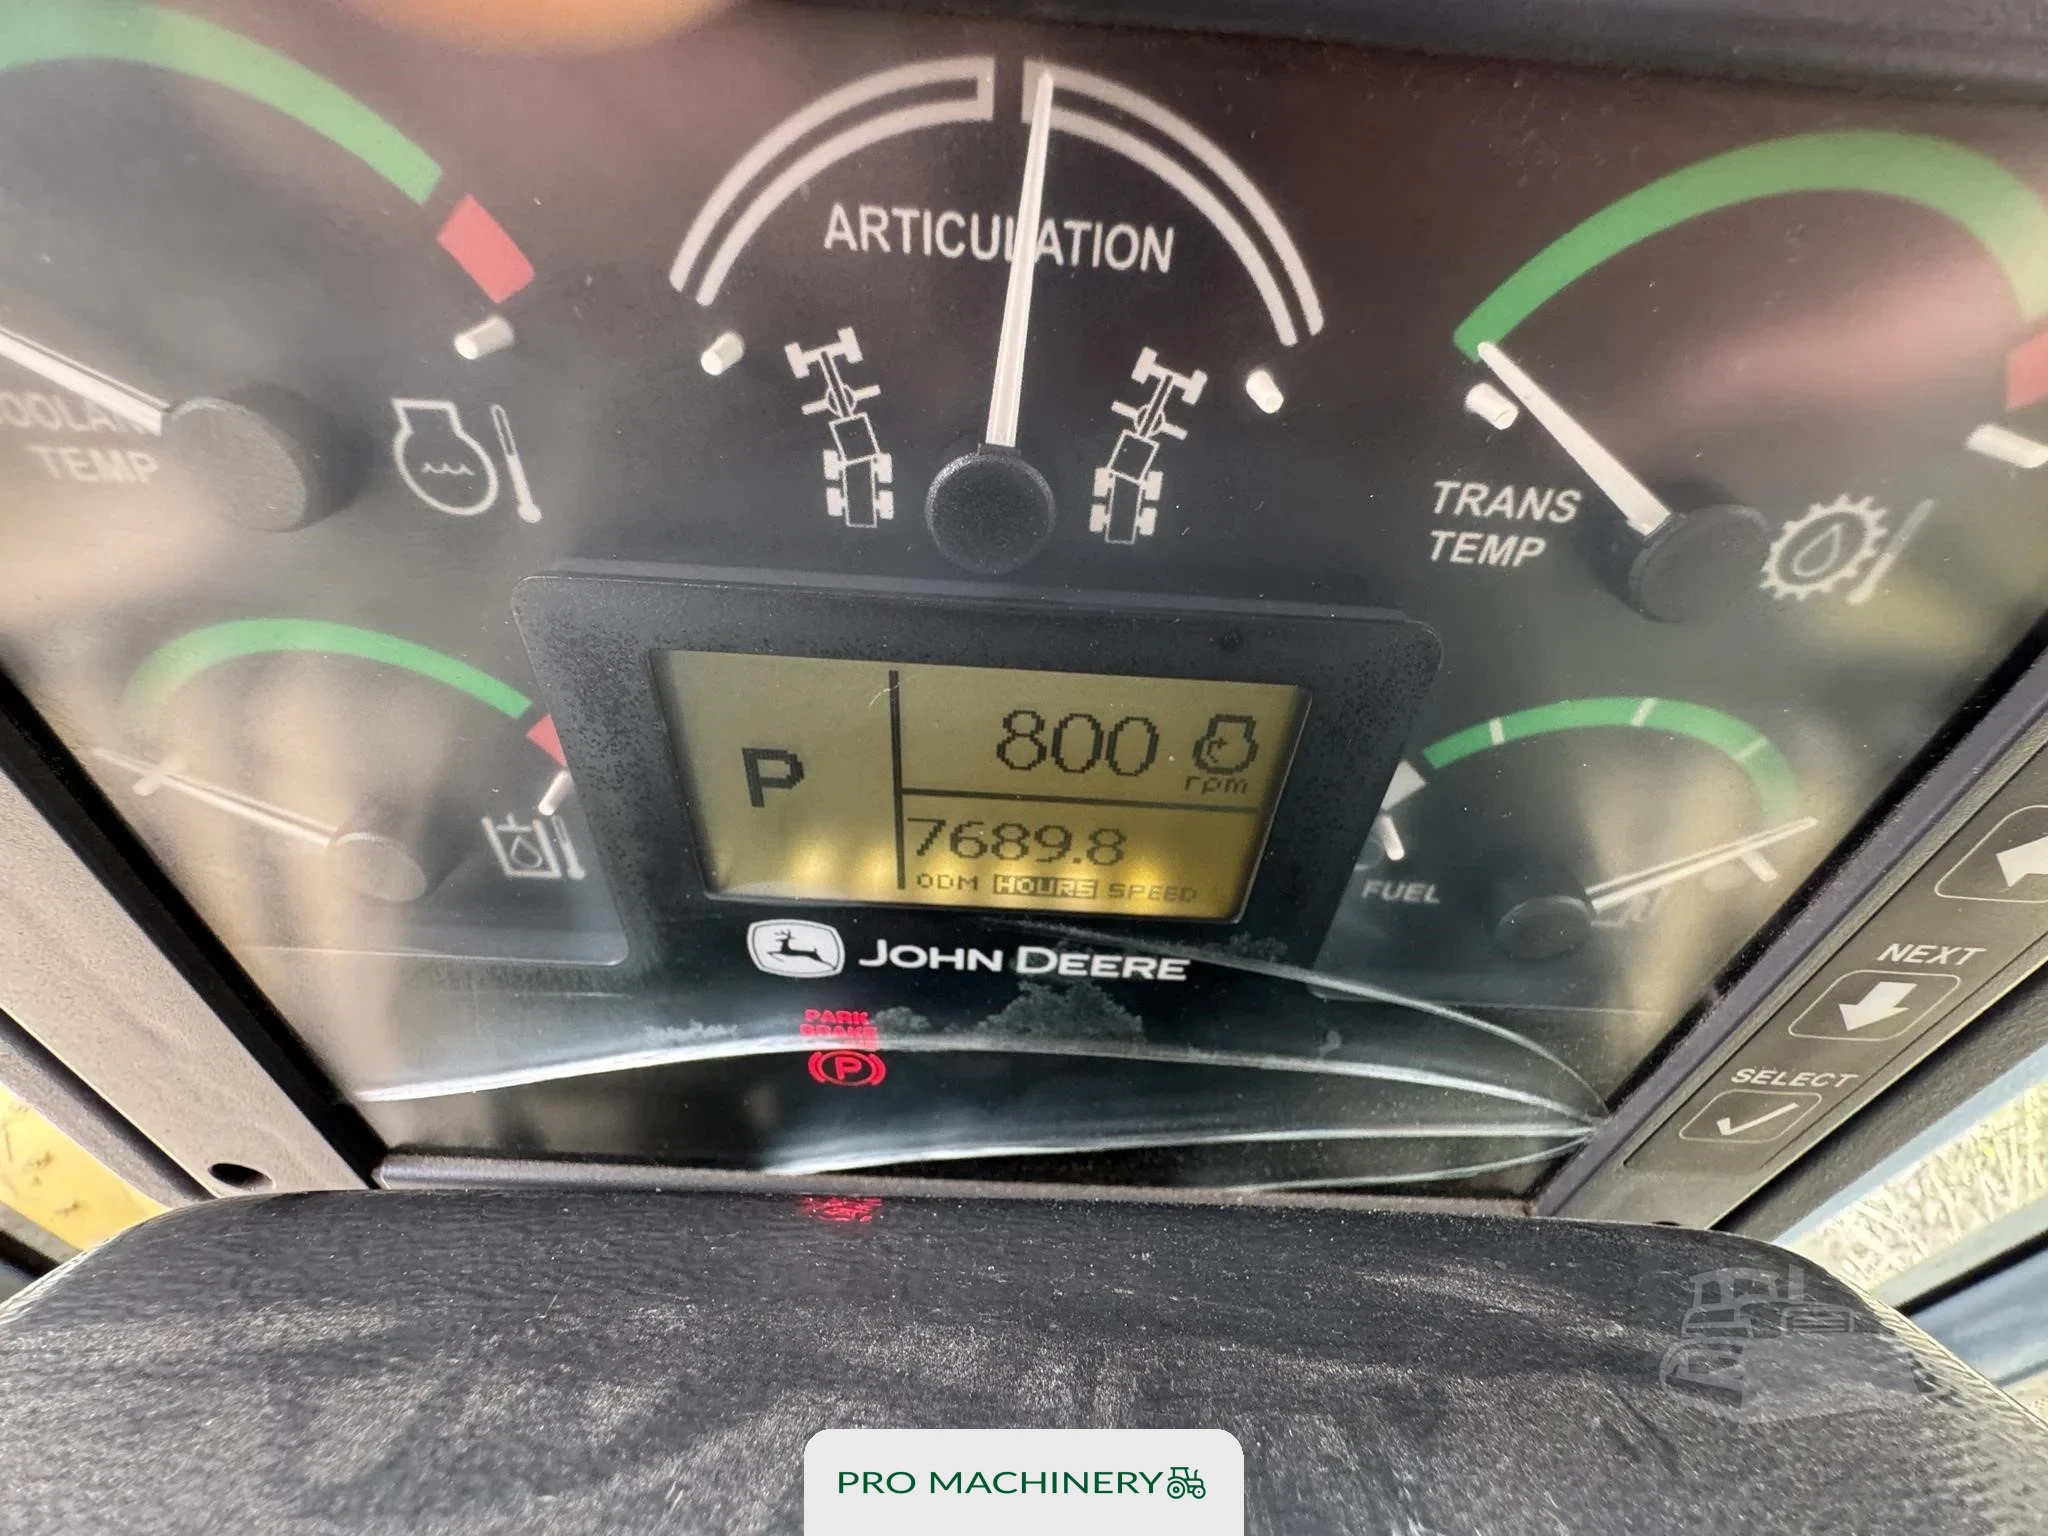 ARTICULATION
COOLANT
TEMP
TRANS
TEMP
P
800
rpm
7689.8
ODM HOURS SPEED
FUEL
JOHN DEERE
NEXT
SELECT
PARK
BRAKE
P
PRO MACHINERY